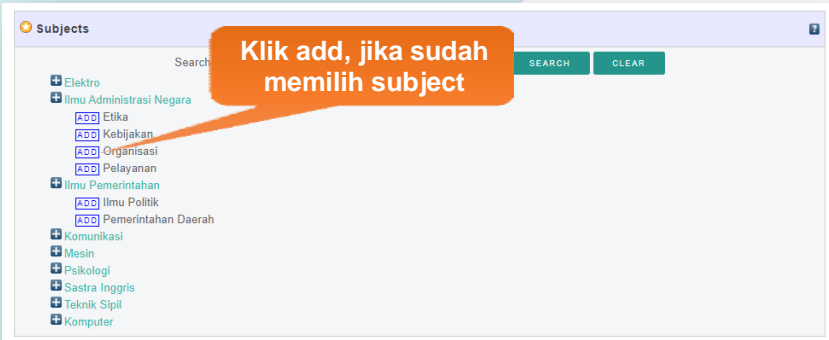 Subjects
?
Search
Klik add, jika sudah
memilih subject
SEARCH
CLEAR
Elektro
Ilmu Administrasi Negara
ADD Etika
ADD Kebijakan
ADD Organisasi
ADD Pelayanan
Ilmu Pemerintahan
ADD Ilmu Politik
ADD Pemerintahan Daerah
Komunikasi
Mesin
Psikologi
Sastra Inggris
Teknik Sipil
Komputer